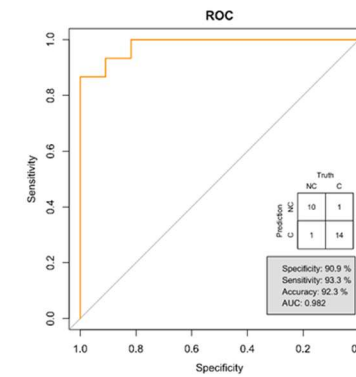 ROC
1.0
0.8
0.6
0.4
0.2
0.0
Sensitivity
1.0
0.8
0.6
0.4
0.2
0
Specificity
Truth
NC C
Prediction
NC 10 1
C 1 14
Specificity: 90.9 %
Sensitivity: 93.3 %
Accuracy: 92.3 %
AUC: 0.982